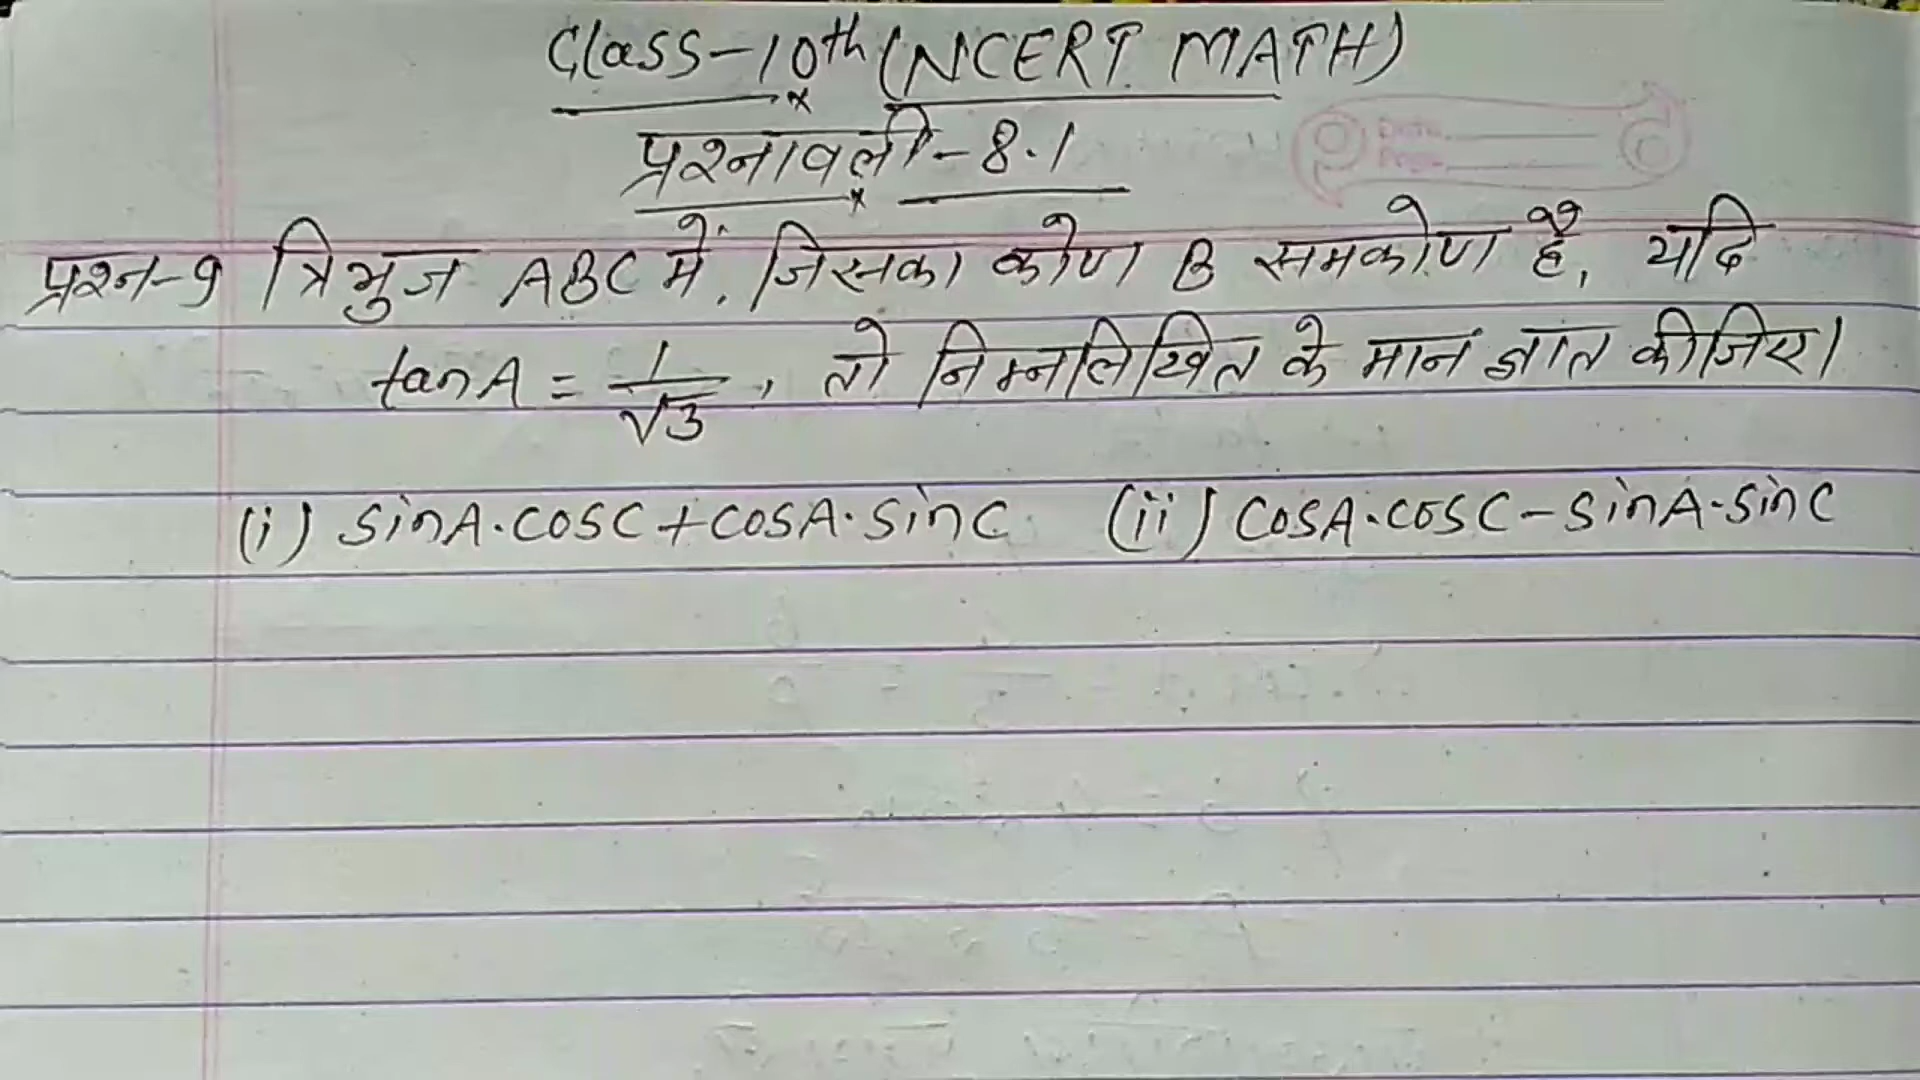 Class-10th (NCERT MATH)
प्रश्नावली-8.1
प्रश्न-9 त्रिभुज ABC में, जिसका कोण B समकोण है, यदि
tanA = 1/√3, तो निम्नलिखित के मान ज्ञात कीजिए।
(i) sinA.cosC+cosA.sinC (ii) cosA.cosC-sinA.sinC